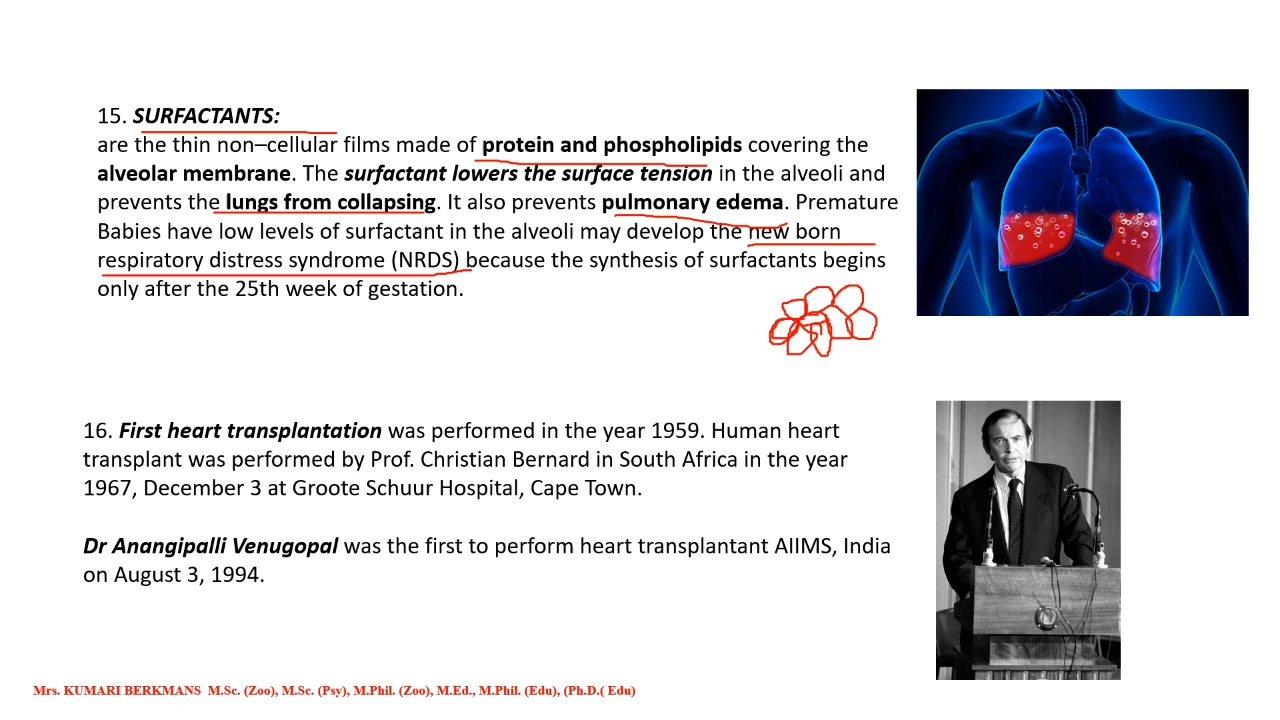 15. SURFACTANTS:
are the thin non–cellular films made of protein and phospholipids covering the
alveolar membrane. The surfactant lowers the surface tension in the alveoli and
prevents the lungs from collapsing. It also prevents pulmonary edema. Premature
Babies have low levels of surfactant in the alveoli may develop the new born
respiratory distress syndrome (NRDS) because the synthesis of surfactants begins
only after the 25th week of gestation.
16. First heart transplantation was performed in the year 1959. Human heart
transplant was performed by Prof. Christian Bernard in South Africa in the year
1967, December 3 at Groote Schuur Hospital, Cape Town.
Dr Anangipalli Venugopal was the first to perform heart transplantant AIIMS, India
on August 3, 1994.
Mrs. KUMARI BERKMANS M.Sc. (Zoo), M.Sc. (Psy), M.Phil. (Zoo), M.Ed., M.Phil. (Edu), (Ph.D.( Edu)